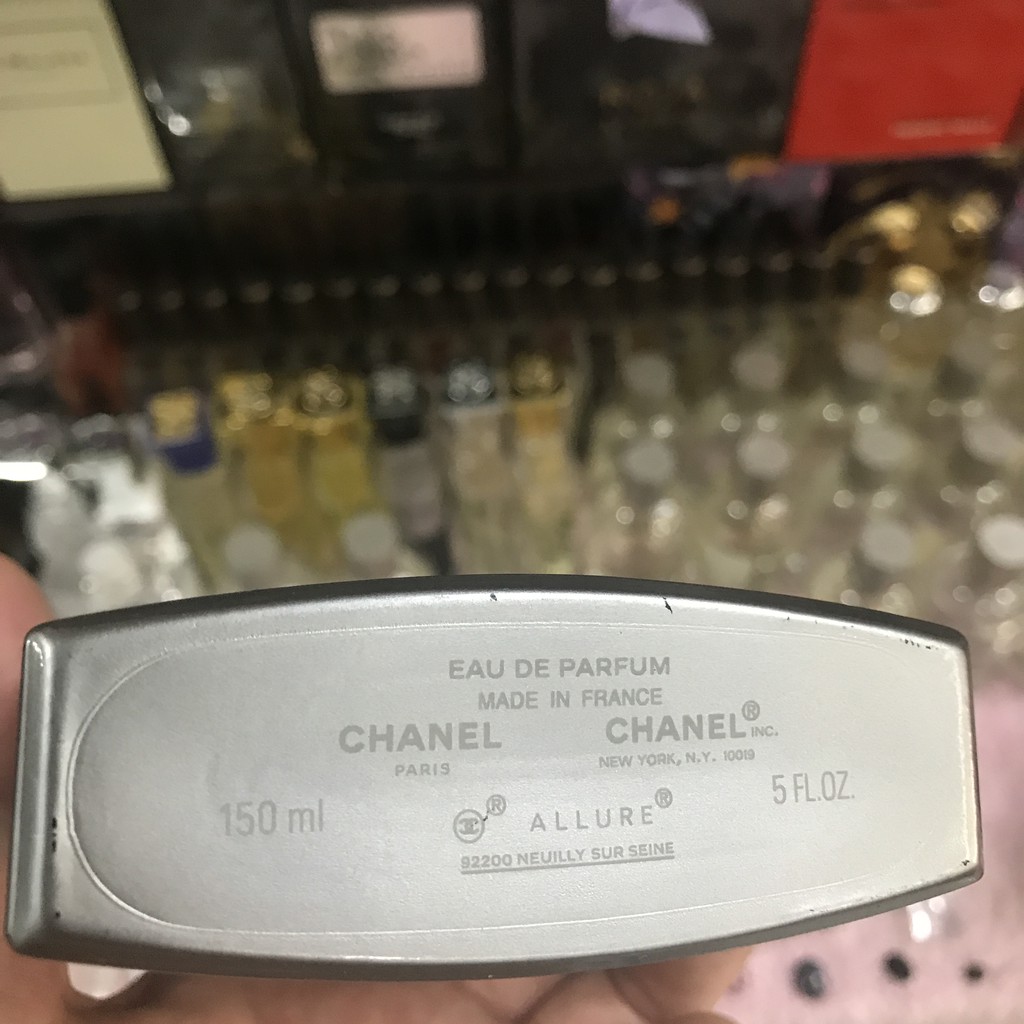 EAU DE PARFUM
MADE IN FRANCE
CHANEL CHANEL® INC.
PARIS NEW YORK, N.Y. 10019
150 ml ® ALLURE® 5 FL.OZ.
92200 NEUILLY SUR SEINE